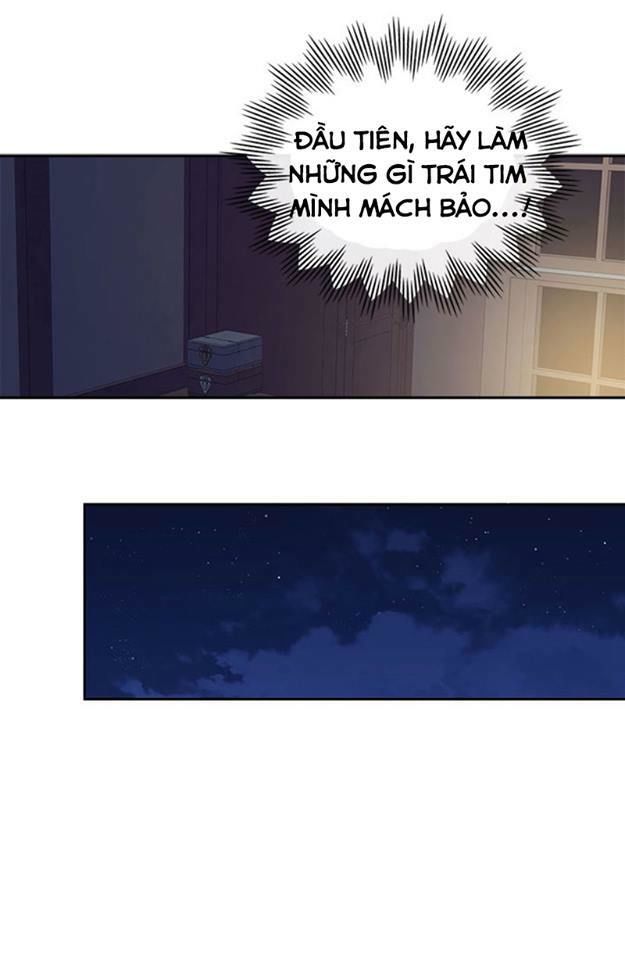 ĐẦU TIÊN, HÃY LÀM
NHỮNG GÌ TRÁI TIM
MÌNH MÁCH BẢO...!